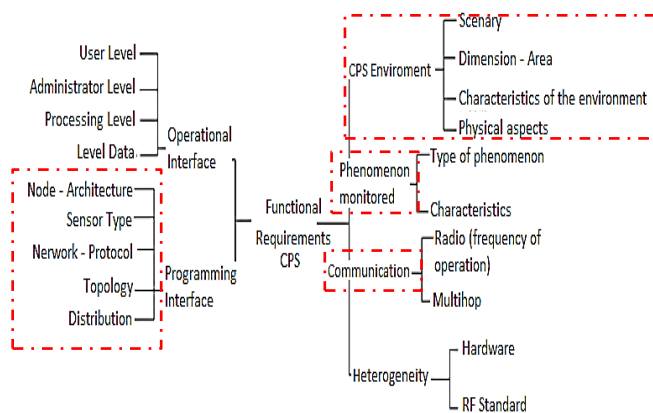 User Level
Administrator Level
Processing Level
Level Data
Operational
Interface
Node - Architecture
Sensor Type
Nerwork - Protocol
Topology
Distribution
Programming
Interface
Functional
Requirements
CPS
CPS Enviroment
Scenary
Dimension - Area
Characteristics of the environment
Physical aspects
Phenomenon
monitored
Type of phenomenon
Characteristics
Communication
Radio (frequency of
operation)
Multihop
Heterogeneity
Hardware
RF Standard